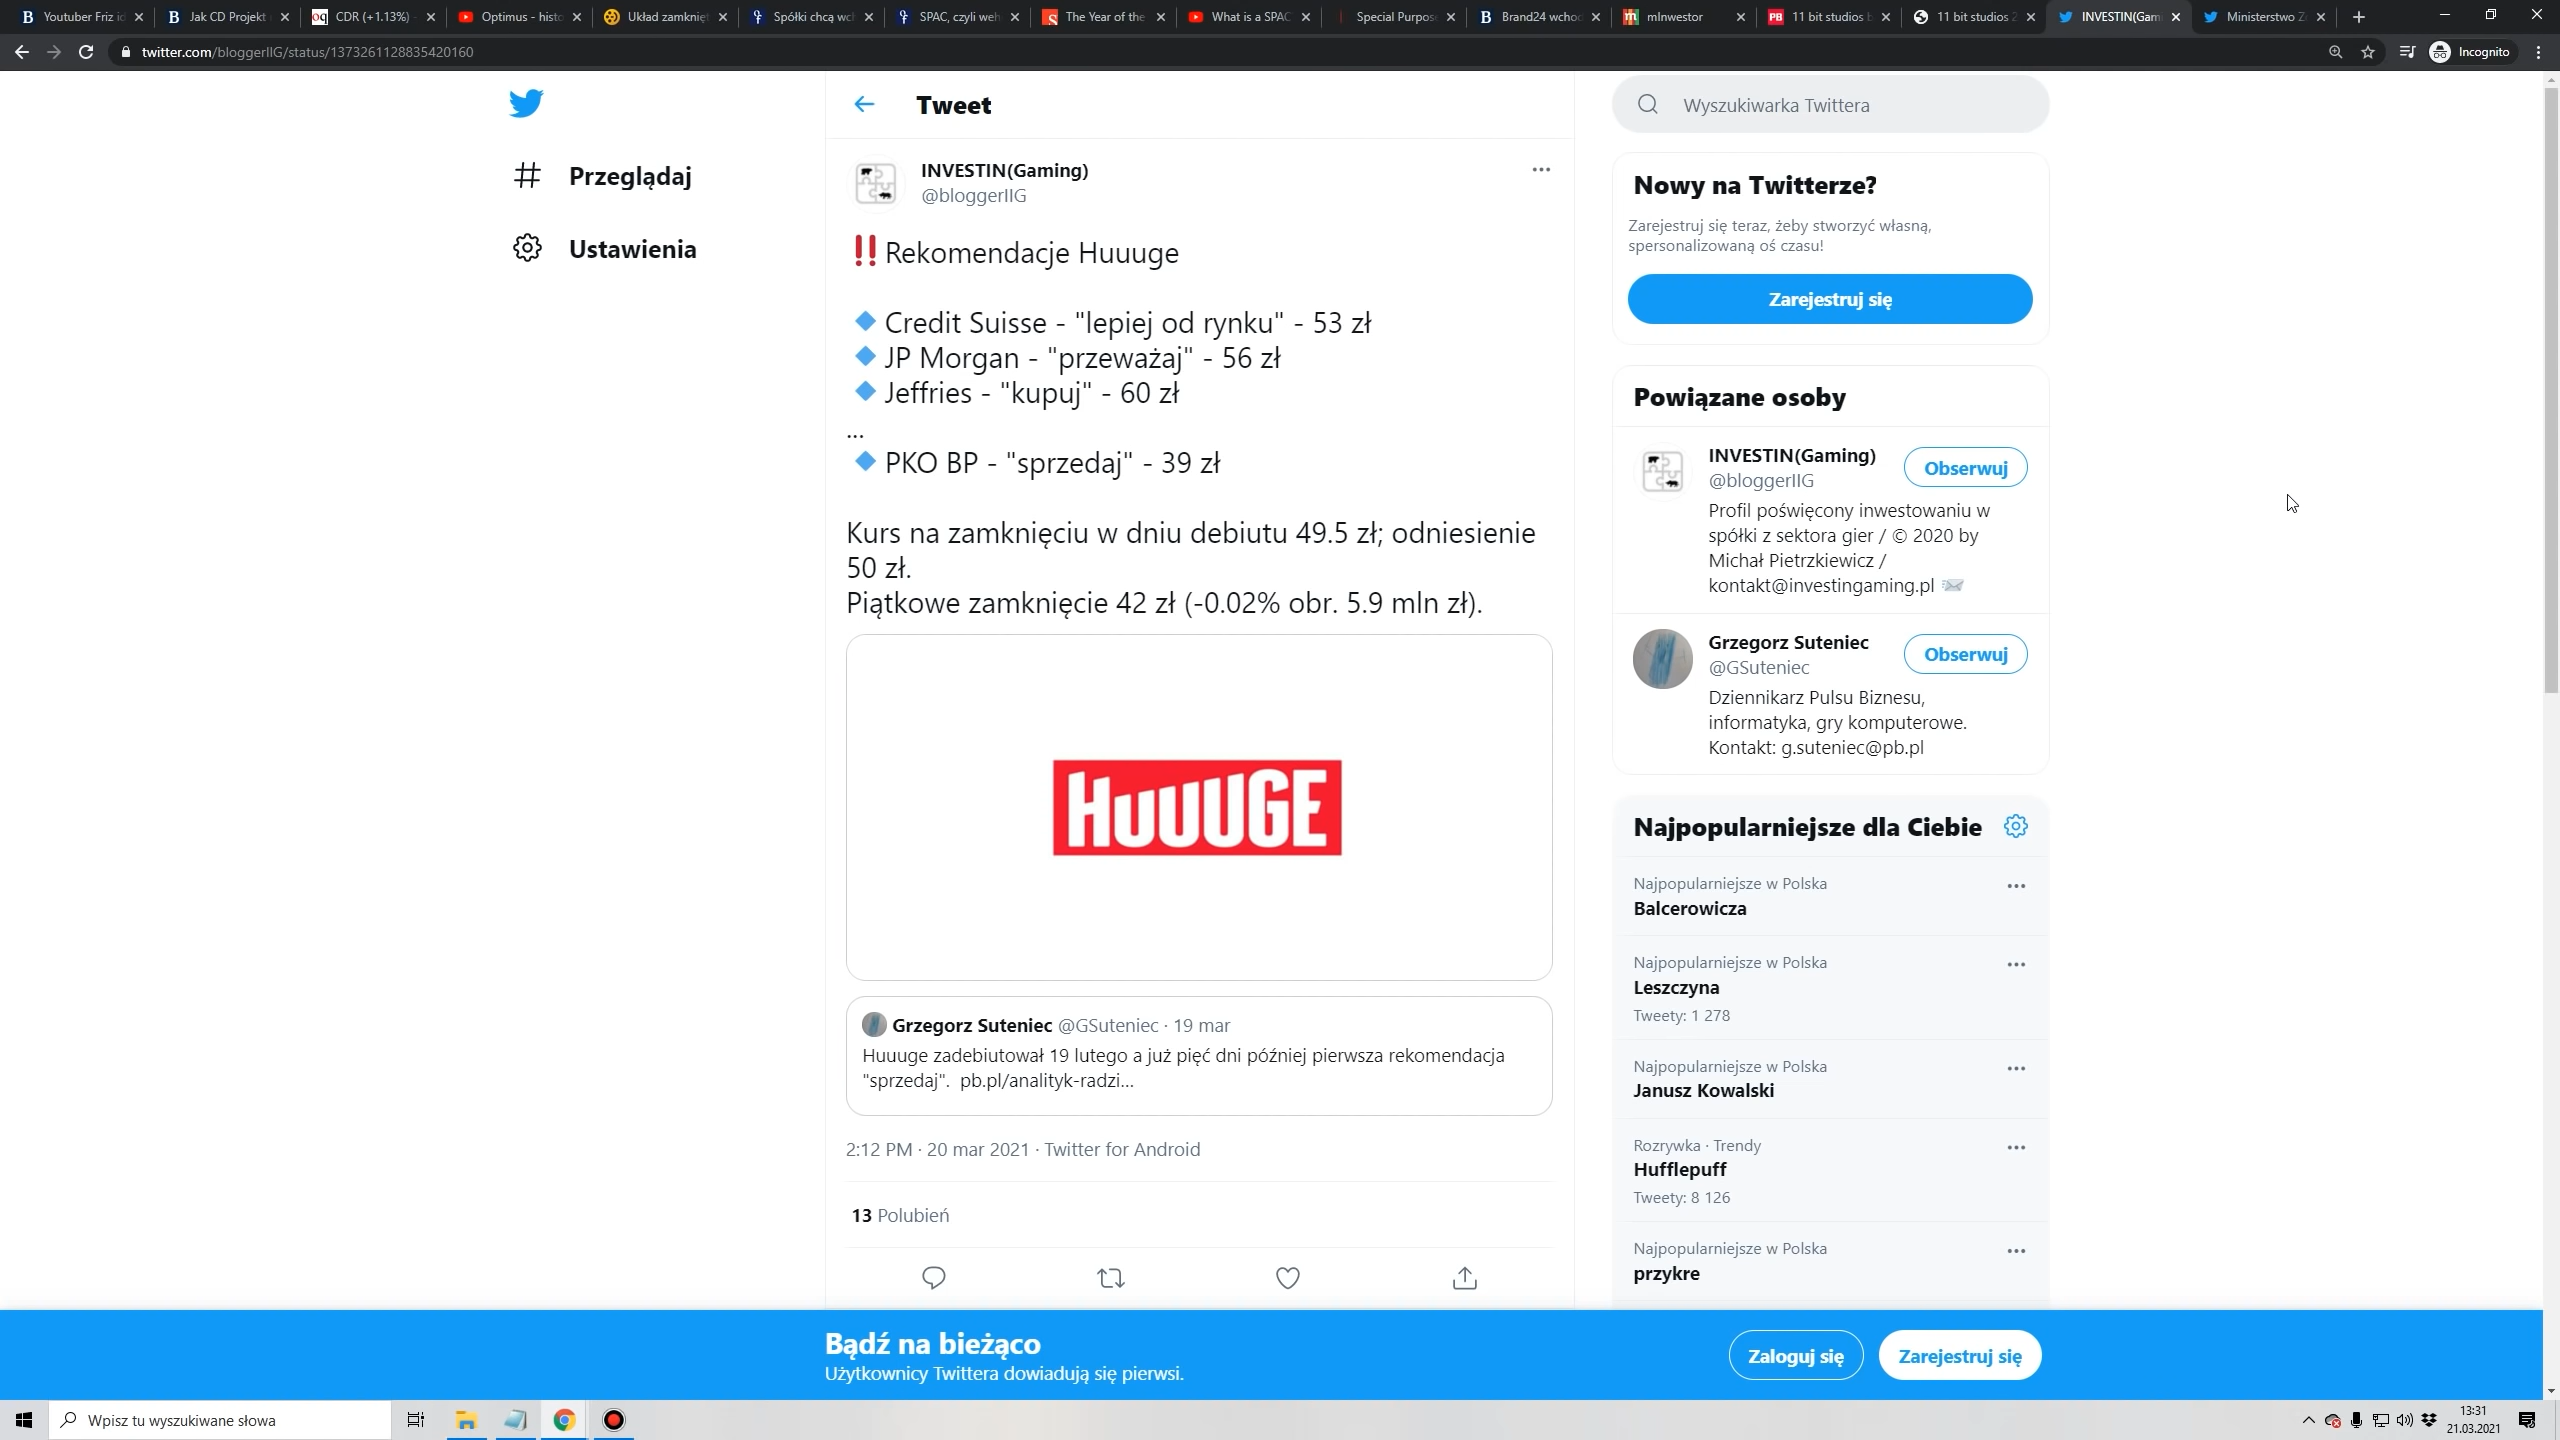 Youtuber Friz i
Jak CD Projekt
CDR (+1.13%)
Optimus - histo
Układ zamknięt
Spółki chcą wch
SPAC, czyli weh
The Year of the
What is a SPAC
Special Purpos
Brand24 wchod
mInwestor
11 bit studios b
11 bit studios 2
INVESTIN(Gam
Ministerstwo Z
twitter.com/bloggerIIG/status/1373261128835420160
Incognito
Przeglądaj
Ustawienia
Tweet
INVESTIN(Gaming)
@bloggerIIG
‼Rekomendacje Huuuge
🔹Credit Suisse - "lepiej od rynku" - 53 zł
🔹JP Morgan - "przeważaj" - 56 zł
🔹Jeffries - "kupuj" - 60 zł
...
🔹PKO BP - "sprzedaj" - 39 zł
Kurs na zamknięciu w dniu debiutu 49.5 zł; odniesienie
50 zł.
Piątkowe zamknięcie 42 zł (-0.02% obr. 5.9 mln zł).
HUUUGE
Grzegorz Suteniec @GSuteniec · 19 mar
Huuuge zadebiutował 19 lutego a już pięć dni później pierwsza rekomendacja
"sprzedaj". pb.pl/analityk-radzi...
2:12 PM · 20 mar 2021 · Twitter for Android
13 Polubień
Wyszukiwarka Twittera
Nowy na Twitterze?
Zarejestruj się teraz, żeby stworzyć własną,
spersonalizowaną oś czasu!
Zarejestruj się
Powiązane osoby
INVESTIN(Gaming)
@bloggerIIG
Obserwuj
Profil poświęcony inwestowaniu w
spółki z sektora gier / © 2020 by
Michał Pietrzkiewicz /
kontakt@investingaming.pl 📨
Grzegorz Suteniec
@GSuteniec
Obserwuj
Dziennikarz Pulsu Biznesu,
informatyka, gry komputerowe.
Kontakt: g.suteniec@pb.pl
Najpopularniejsze dla Ciebie
Najpopularniejsze w Polska
Balcerowicza
Najpopularniejsze w Polska
Leszczyna
Tweety: 1 278
Najpopularniejsze w Polska
Janusz Kowalski
Rozrywka · Trendy
Hufflepuff
Tweety: 8 126
Najpopularniejsze w Polska
przykre
Bądź na bieżąco
Użytkownicy Twittera dowiadują się pierwsi.
Zaloguj się
Zarejestruj się
Wpisz tu wyszukiwane słowa
13:31
21.03.2021